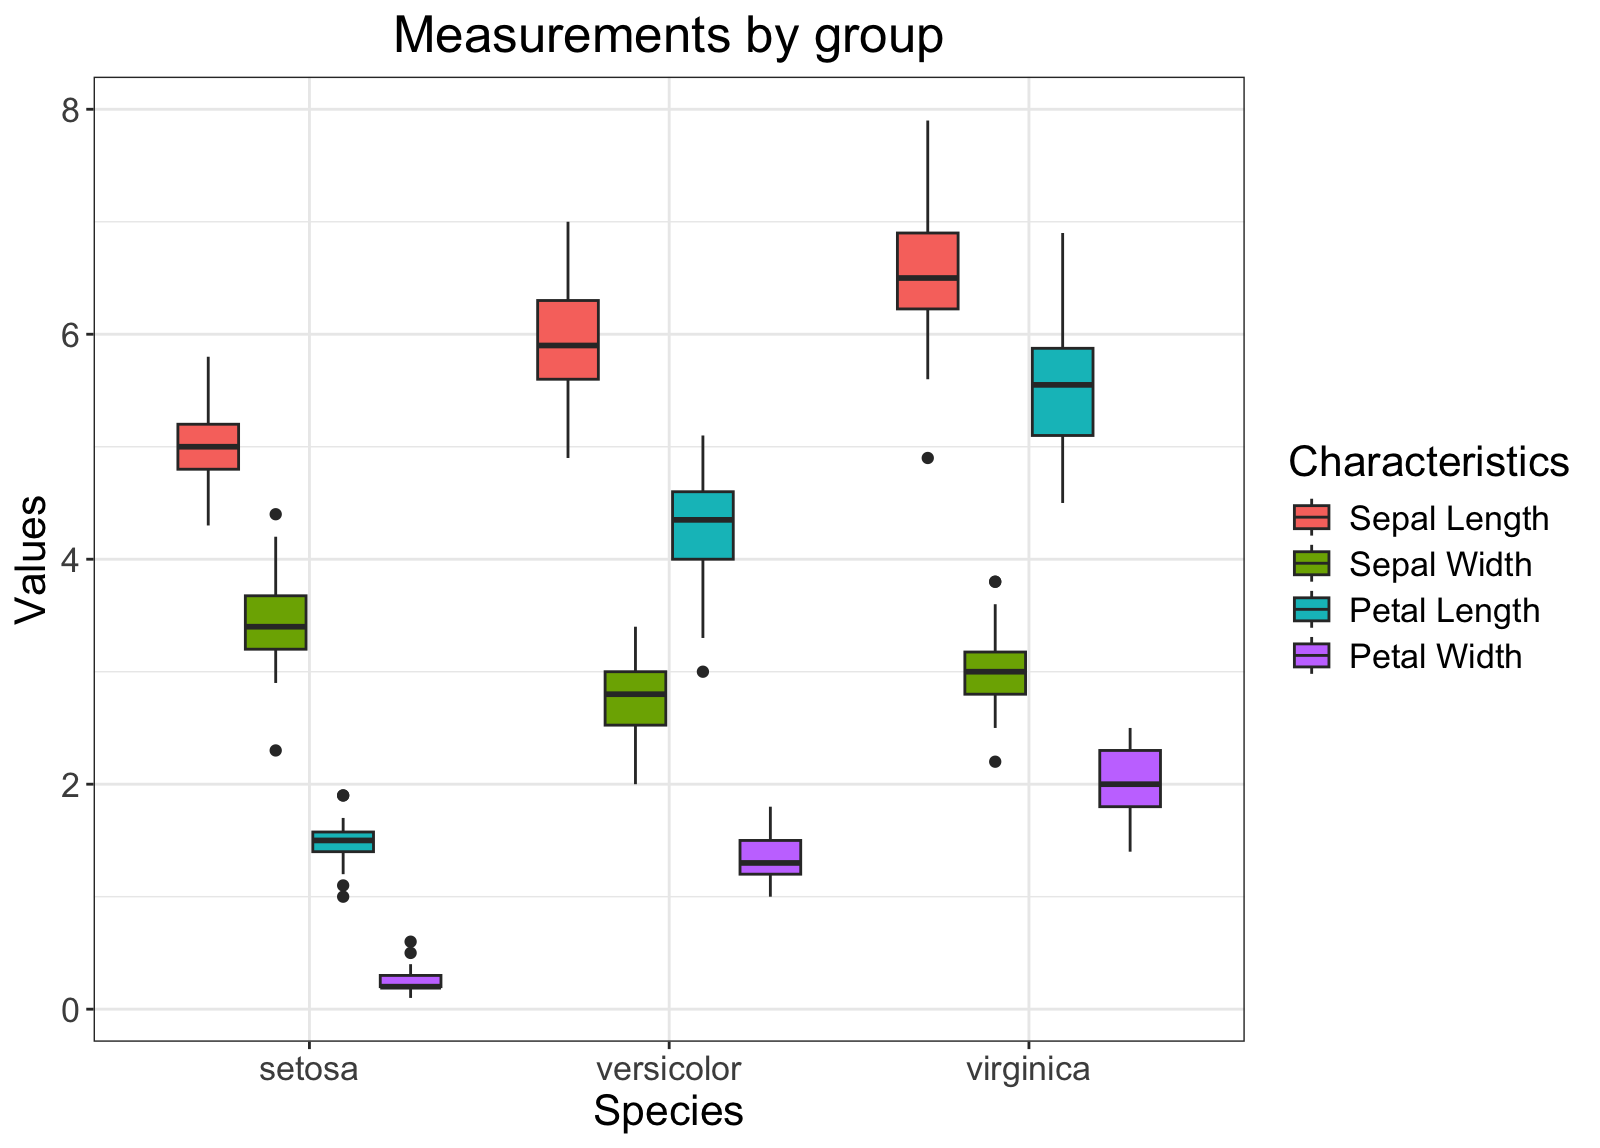 Measurements by group
8
6
4
2
0
Values
setosa versicolor virginica
Species
Characteristics
Sepal Length
Sepal Width
Petal Length
Petal Width